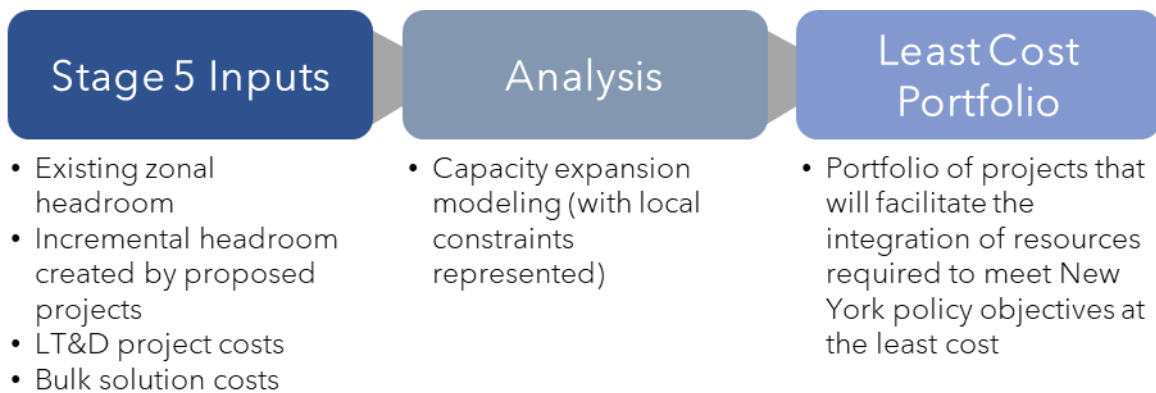 Stage 5 Inputs
• Existing zonal
headroom
• Incremental headroom
created by proposed
projects
• LT&D project costs
• Bulk solution costs
Analysis
• Capacity expansion
modeling (with local
constraints
represented)
Least Cost
Portfolio
• Portfolio of projects that
will facilitate the
integration of resources
required to meet New
York policy objectives at
the least cost